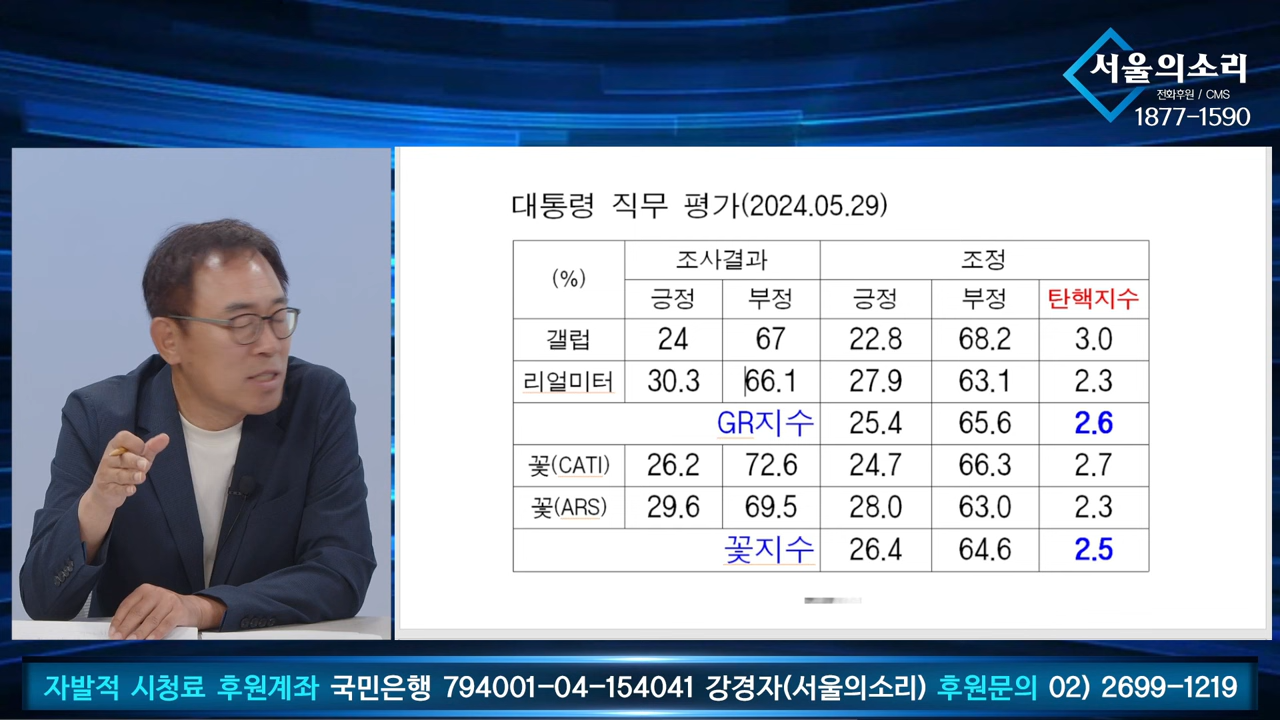 서울의소리
전화후원 / CMS
1877-1590
대통령 직무 평가(2024.05.29)
(%) 조사결과 조정
긍정 부정 긍정 부정 탄핵지수
갤럽 24 67 22.8 68.2 3.0
리얼미터 30.3 66.1 27.9 63.1 2.3
GR지수 25.4 65.6 2.6
꽃(CATI) 26.2 72.6 24.7 66.3 2.7
꽃(ARS) 29.6 69.5 28.0 63.0 2.3
꽃지수 26.4 64.6 2.5
자발적 시청료 후원계좌 국민은행 794001-04-154041 강경자(서울의소리) 후원문의 02) 2699-1219